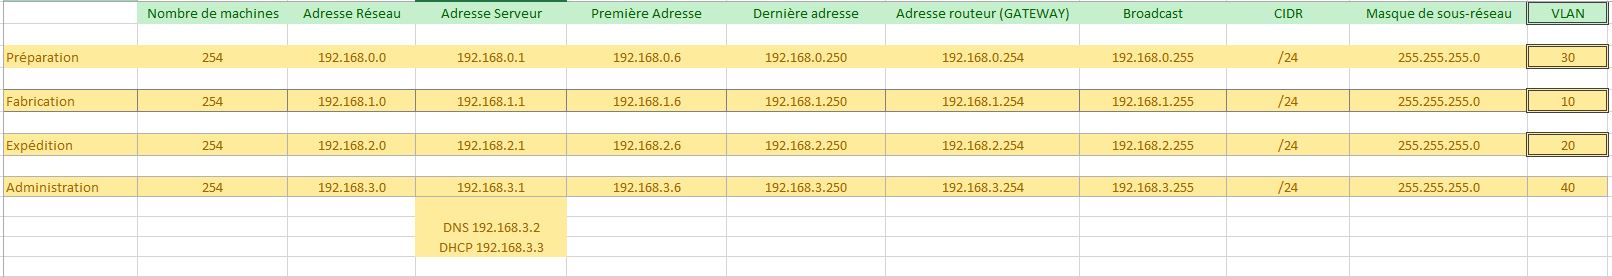 Nombre de machines Adresse Réseau Adresse Serveur Première Adresse Dernière adresse Adresse routeur (GATEWAY) Broadcast CIDR Masque de sous-réseau VLAN
Préparation 254 192.168.0.0 192.168.0.1 192.168.0.6 192.168.0.250 192.168.0.254 192.168.0.255 /24 255.255.255.0 30
Fabrication 254 192.168.1.0 192.168.1.1 192.168.1.6 192.168.1.250 192.168.1.254 192.168.1.255 /24 255.255.255.0 10
Expédition 254 192.168.2.0 192.168.2.1 192.168.2.6 192.168.2.250 192.168.2.254 192.168.2.255 /24 255.255.255.0 20
Administration 254 192.168.3.0 192.168.3.1 192.168.3.6 192.168.3.250 192.168.3.254 192.168.3.255 /24 255.255.255.0 40
DNS 192.168.3.2
DHCP 192.168.3.3